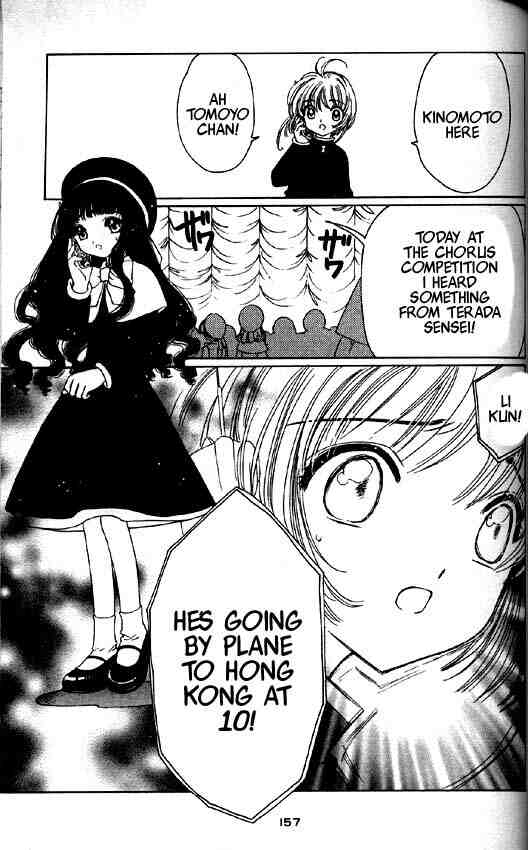 KINOMOTO
HERE
AH
TOMOYO
CHAN!
TODAY AT
THE CHORUS
COMPETITION
I HEARD
SOMETHING
FROM TERADA
SENSEI!
ザワ
ザワ
LI
KUN!
HE'S GOING
BY PLANE
TO HONG
KONG AT
10!
157